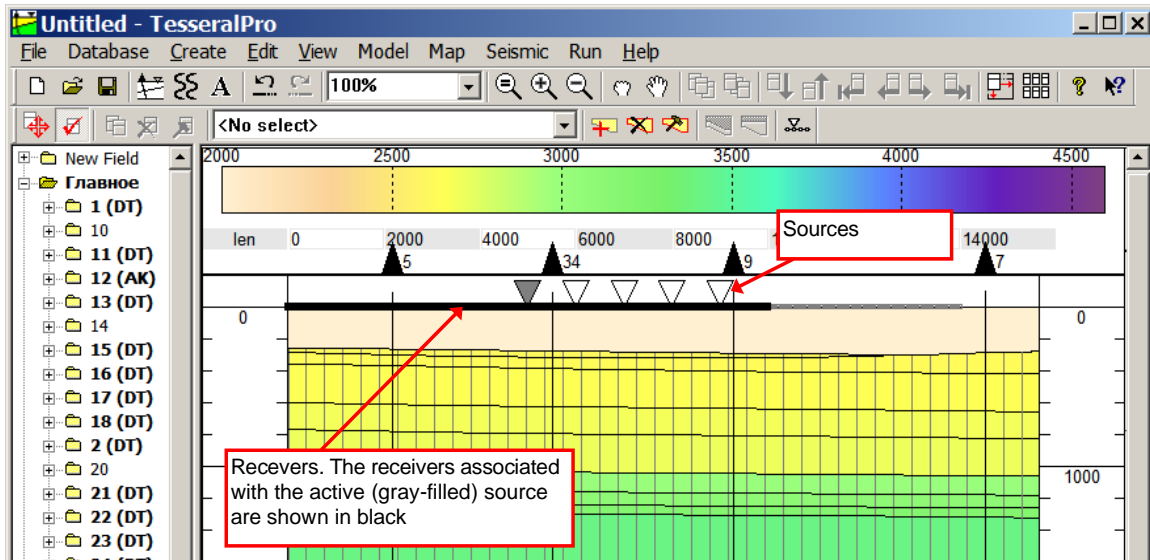 Untitled - TesseralPro
File Database Create Edit View Model Map Seismic Run Help
100%
<No select>
New Field
Главное
1 (DT)
10
11 (DT)
12 (AK)
13 (DT)
14
15 (DT)
16 (DT)
17 (DT)
18 (DT)
2 (DT)
20
21 (DT)
22 (DT)
23 (DT)
2000 2500 3000 3500 4000 4500
len 0 2000 4000 6000 8000 14000
5 34 9 7
Sources
0 0
1000
Recevers. The receivers associated
with the active (gray-filled) source
are shown in black